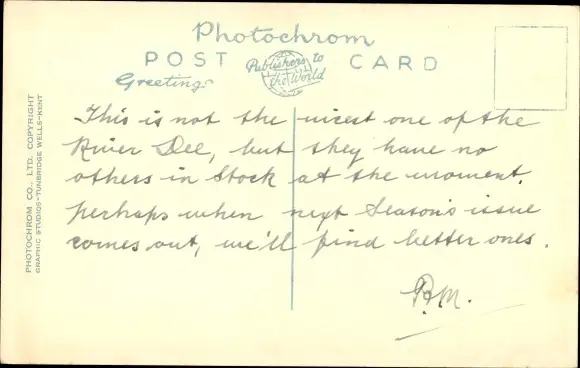 Photochrom
POST CARD
Publishers to
the World
Greetings
This is not the nicest one of the
River Dee, but they have no
others in Stock at the moment.
perhaps when next Season's issue
comes out, we'll find better ones.
PHOTOCHROM CO., LTD. COPYRIGHT
GRAPHIC STUDIOS-TUNBRIDGE WELLS-KENT